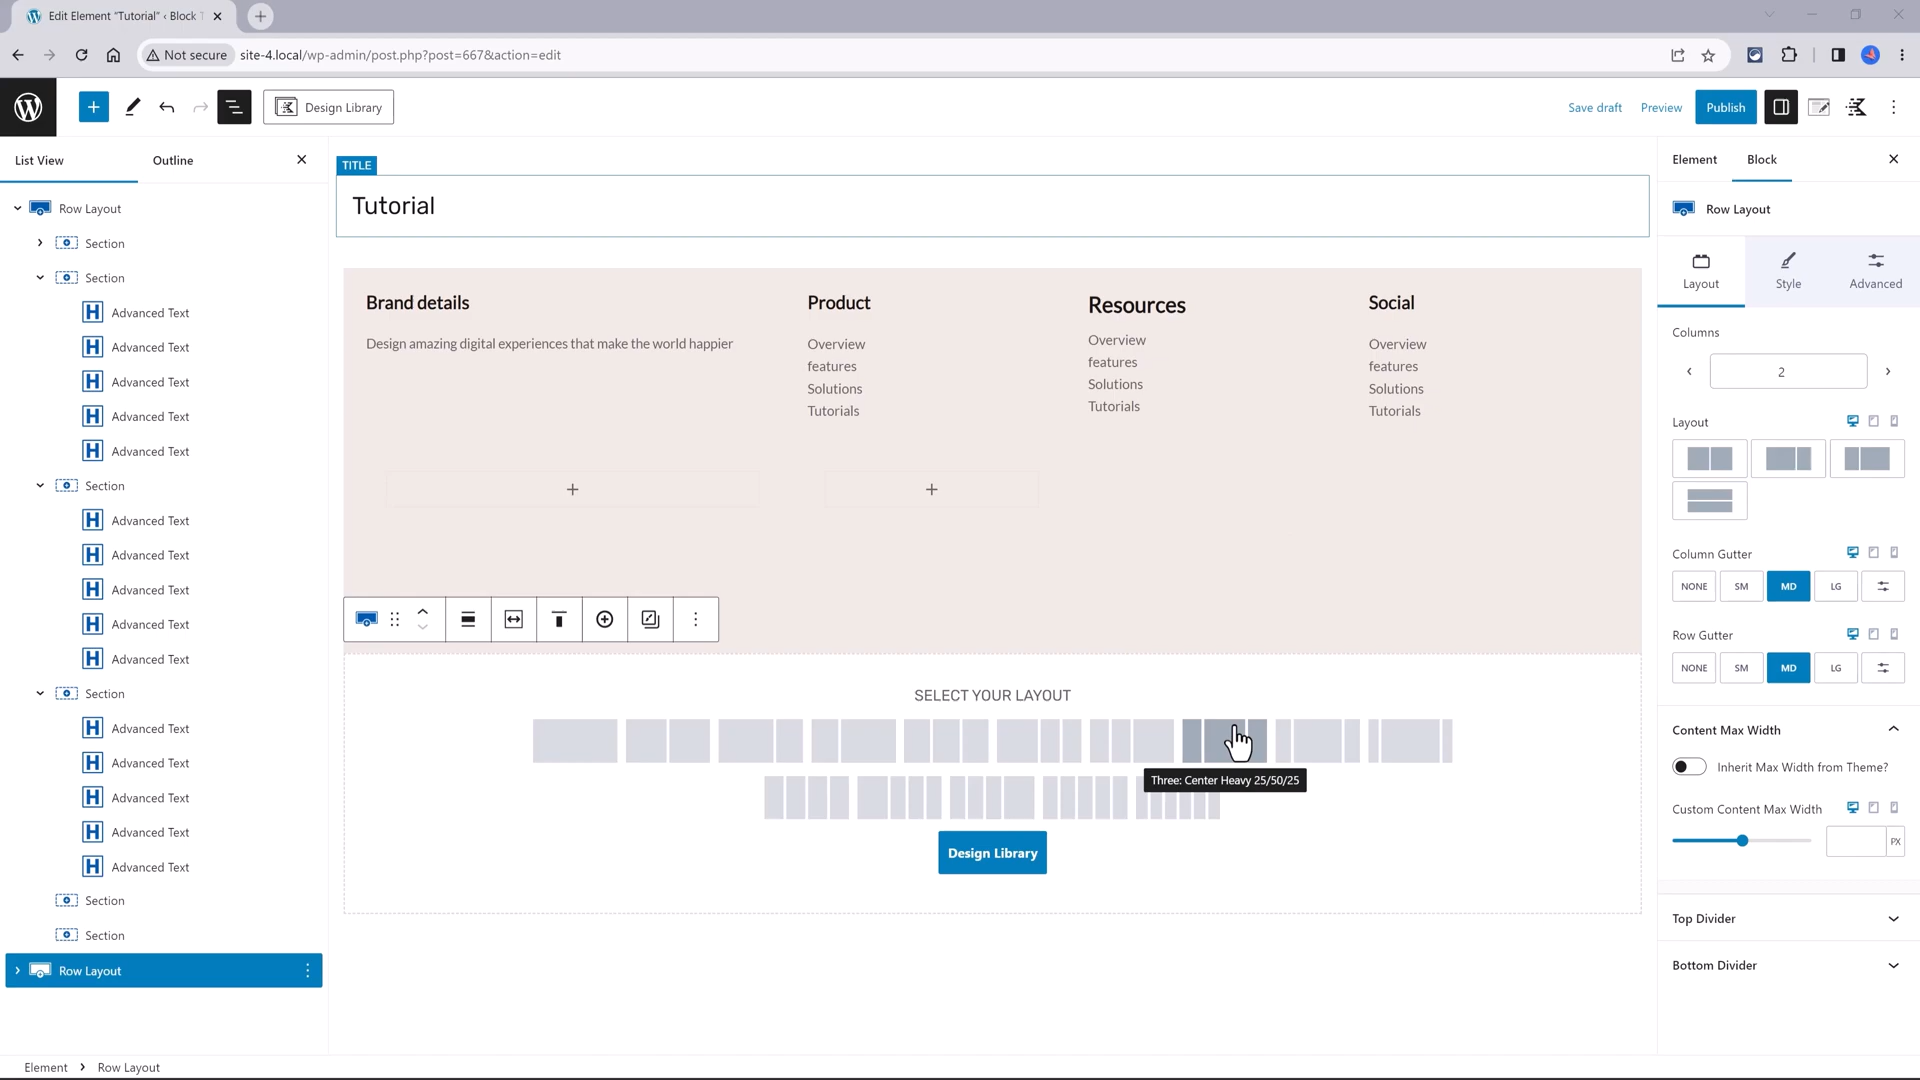 Edit Element "Tutorial" ‹ Block T
Not secure
site-4.local/wp-admin/post.php?post=667&action=edit
Design Library
Save draft
Preview
Publish
List View
Outline
Row Layout
Section
Section
Advanced Text
Advanced Text
Advanced Text
Advanced Text
Advanced Text
Section
Advanced Text
Advanced Text
Advanced Text
Advanced Text
Advanced Text
Section
Advanced Text
Advanced Text
Advanced Text
Advanced Text
Advanced Text
Section
Section
Row Layout
TITLE
Tutorial
Brand details
Design amazing digital experiences that make the world happier
Product
Overview
features
Solutions
Tutorials
Resources
Overview
features
Solutions
Tutorials
Social
Overview
features
Solutions
Tutorials
SELECT YOUR LAYOUT
Three: Center Heavy 25/50/25
Design Library
Element
Block
Row Layout
Layout
Style
Advanced
Columns
2
Layout
Column Gutter
NONE
SM
MD
LG
Row Gutter
NONE
SM
MD
LG
Content Max Width
Inherit Max Width from Theme?
Custom Content Max Width
PX
Top Divider
Bottom Divider
Element
Row Layout